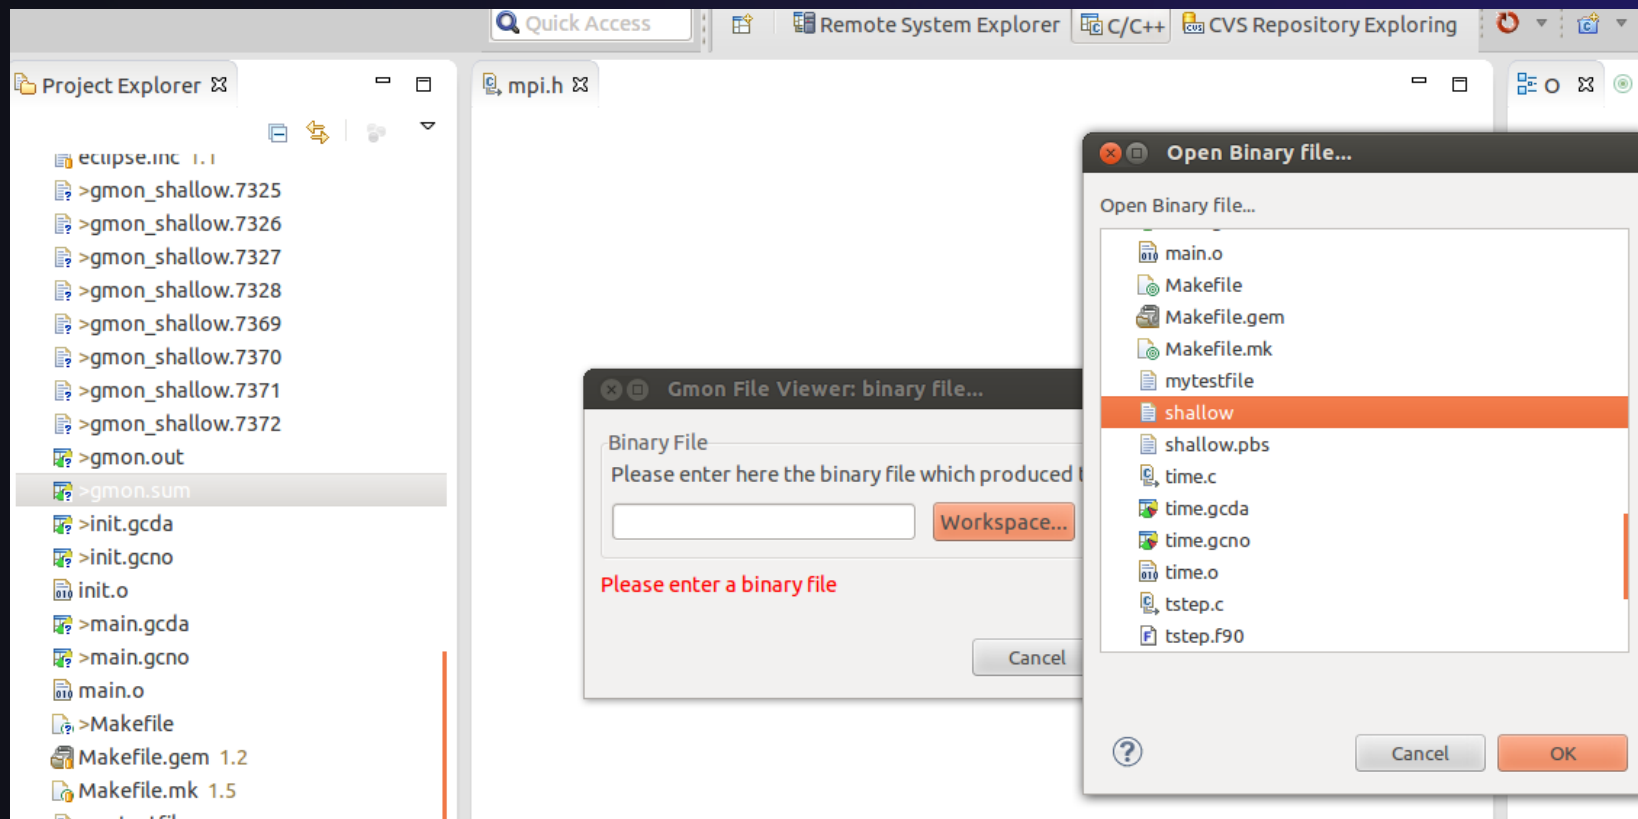 Quick Access
Remote System Explorer
C/C++
CVS Repository Exploring
Project Explorer
mpi.h
O
eclipse.inc 1.1
>gmon_shallow.7325
>gmon_shallow.7326
>gmon_shallow.7327
>gmon_shallow.7328
>gmon_shallow.7369
>gmon_shallow.7370
>gmon_shallow.7371
>gmon_shallow.7372
>gmon.out
>gmon.sum
>init.gcda
>init.gcno
init.o
>main.gcda
>main.gcno
main.o
>Makefile
Makefile.gem 1.2
Makefile.mk 1.5
Gmon File Viewer: binary file...
Binary File
Please enter here the binary file which produced
Workspace...
Please enter a binary file
Cancel
Open Binary file...
Open Binary file...
main.o
Makefile
Makefile.gem
Makefile.mk
mytestfile
shallow
shallow.pbs
time.c
time.gcda
time.gcno
time.o
tstep.c
tstep.f90
Cancel
OK